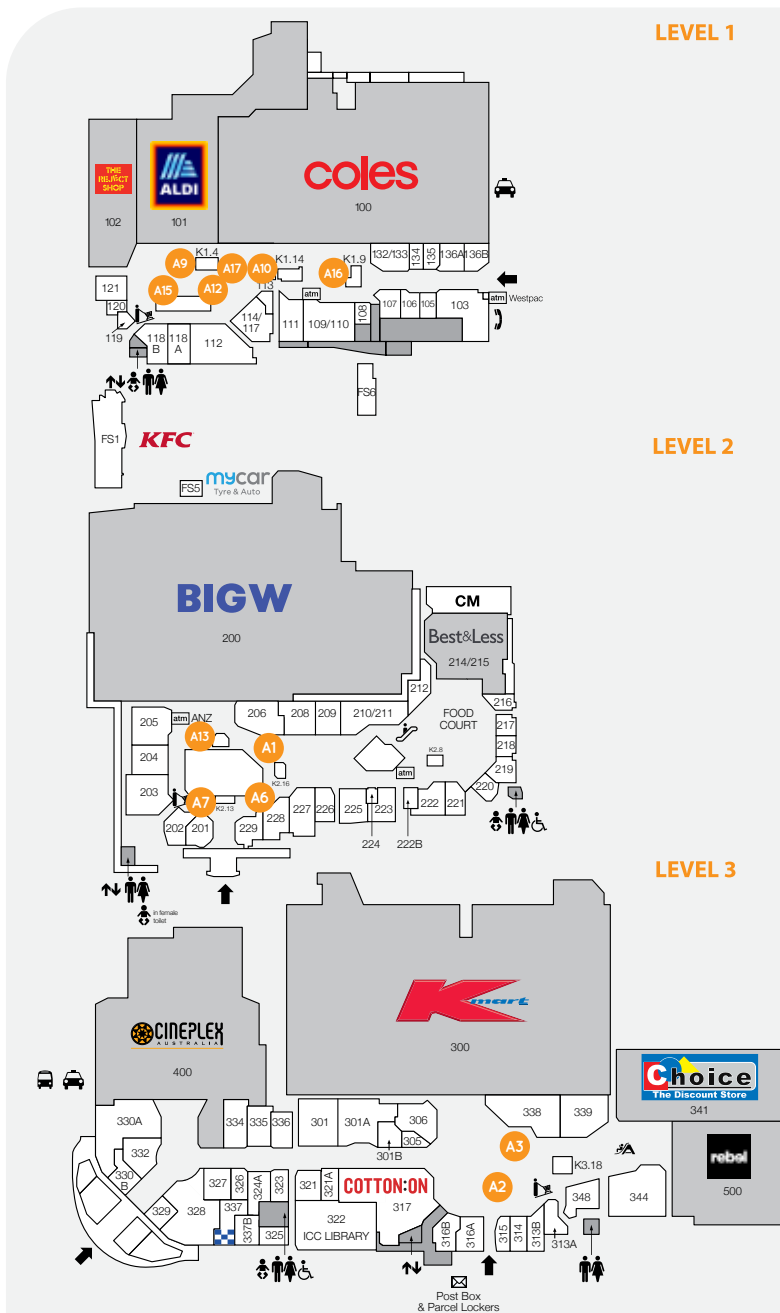 LEVEL 1
THE
REJECT
SHOP
102
ALDI
101
coles
100
K1.4
A9
A17
A10
K1.14
113
A16
K1.9
132/133
134
135
136A
136B
121
120
119
A15
A12
114/
117
atm
111
109/110
108
107
106
105
103
atm
Westpac
118
B
118
A
112
FS6
FS1
KFC
LEVEL 2
FS5
mycar
Tyre & Auto
BIGW
200
CM
Best&Less
214/215
212
205
atm
ANZ
A13
206
208
209
210/211
FOOD
COURT
216
217
218
219
220
A1
204
203
K2.16
K2.8
atm
A7
K2.13
A6
202
201
229
228
227
226
225
223
224
222B
222
221
in female
toilet
LEVEL 3
CINEPLEX
AUSTRALIA
400
Kmart
300
Choice
The Discount Store
341
rebel
500
330A
332
330
B
334
335
336
301
301A
301B
306
305
338
339
A3
A2
K3.18
348
344
329
328
327
326
337
324A
323
337B
325
321
321A
COTTON:ON
317
322
ICC LIBRARY
316B
316A
315
314
313B
313A
Post Box
& Parcel Lockers